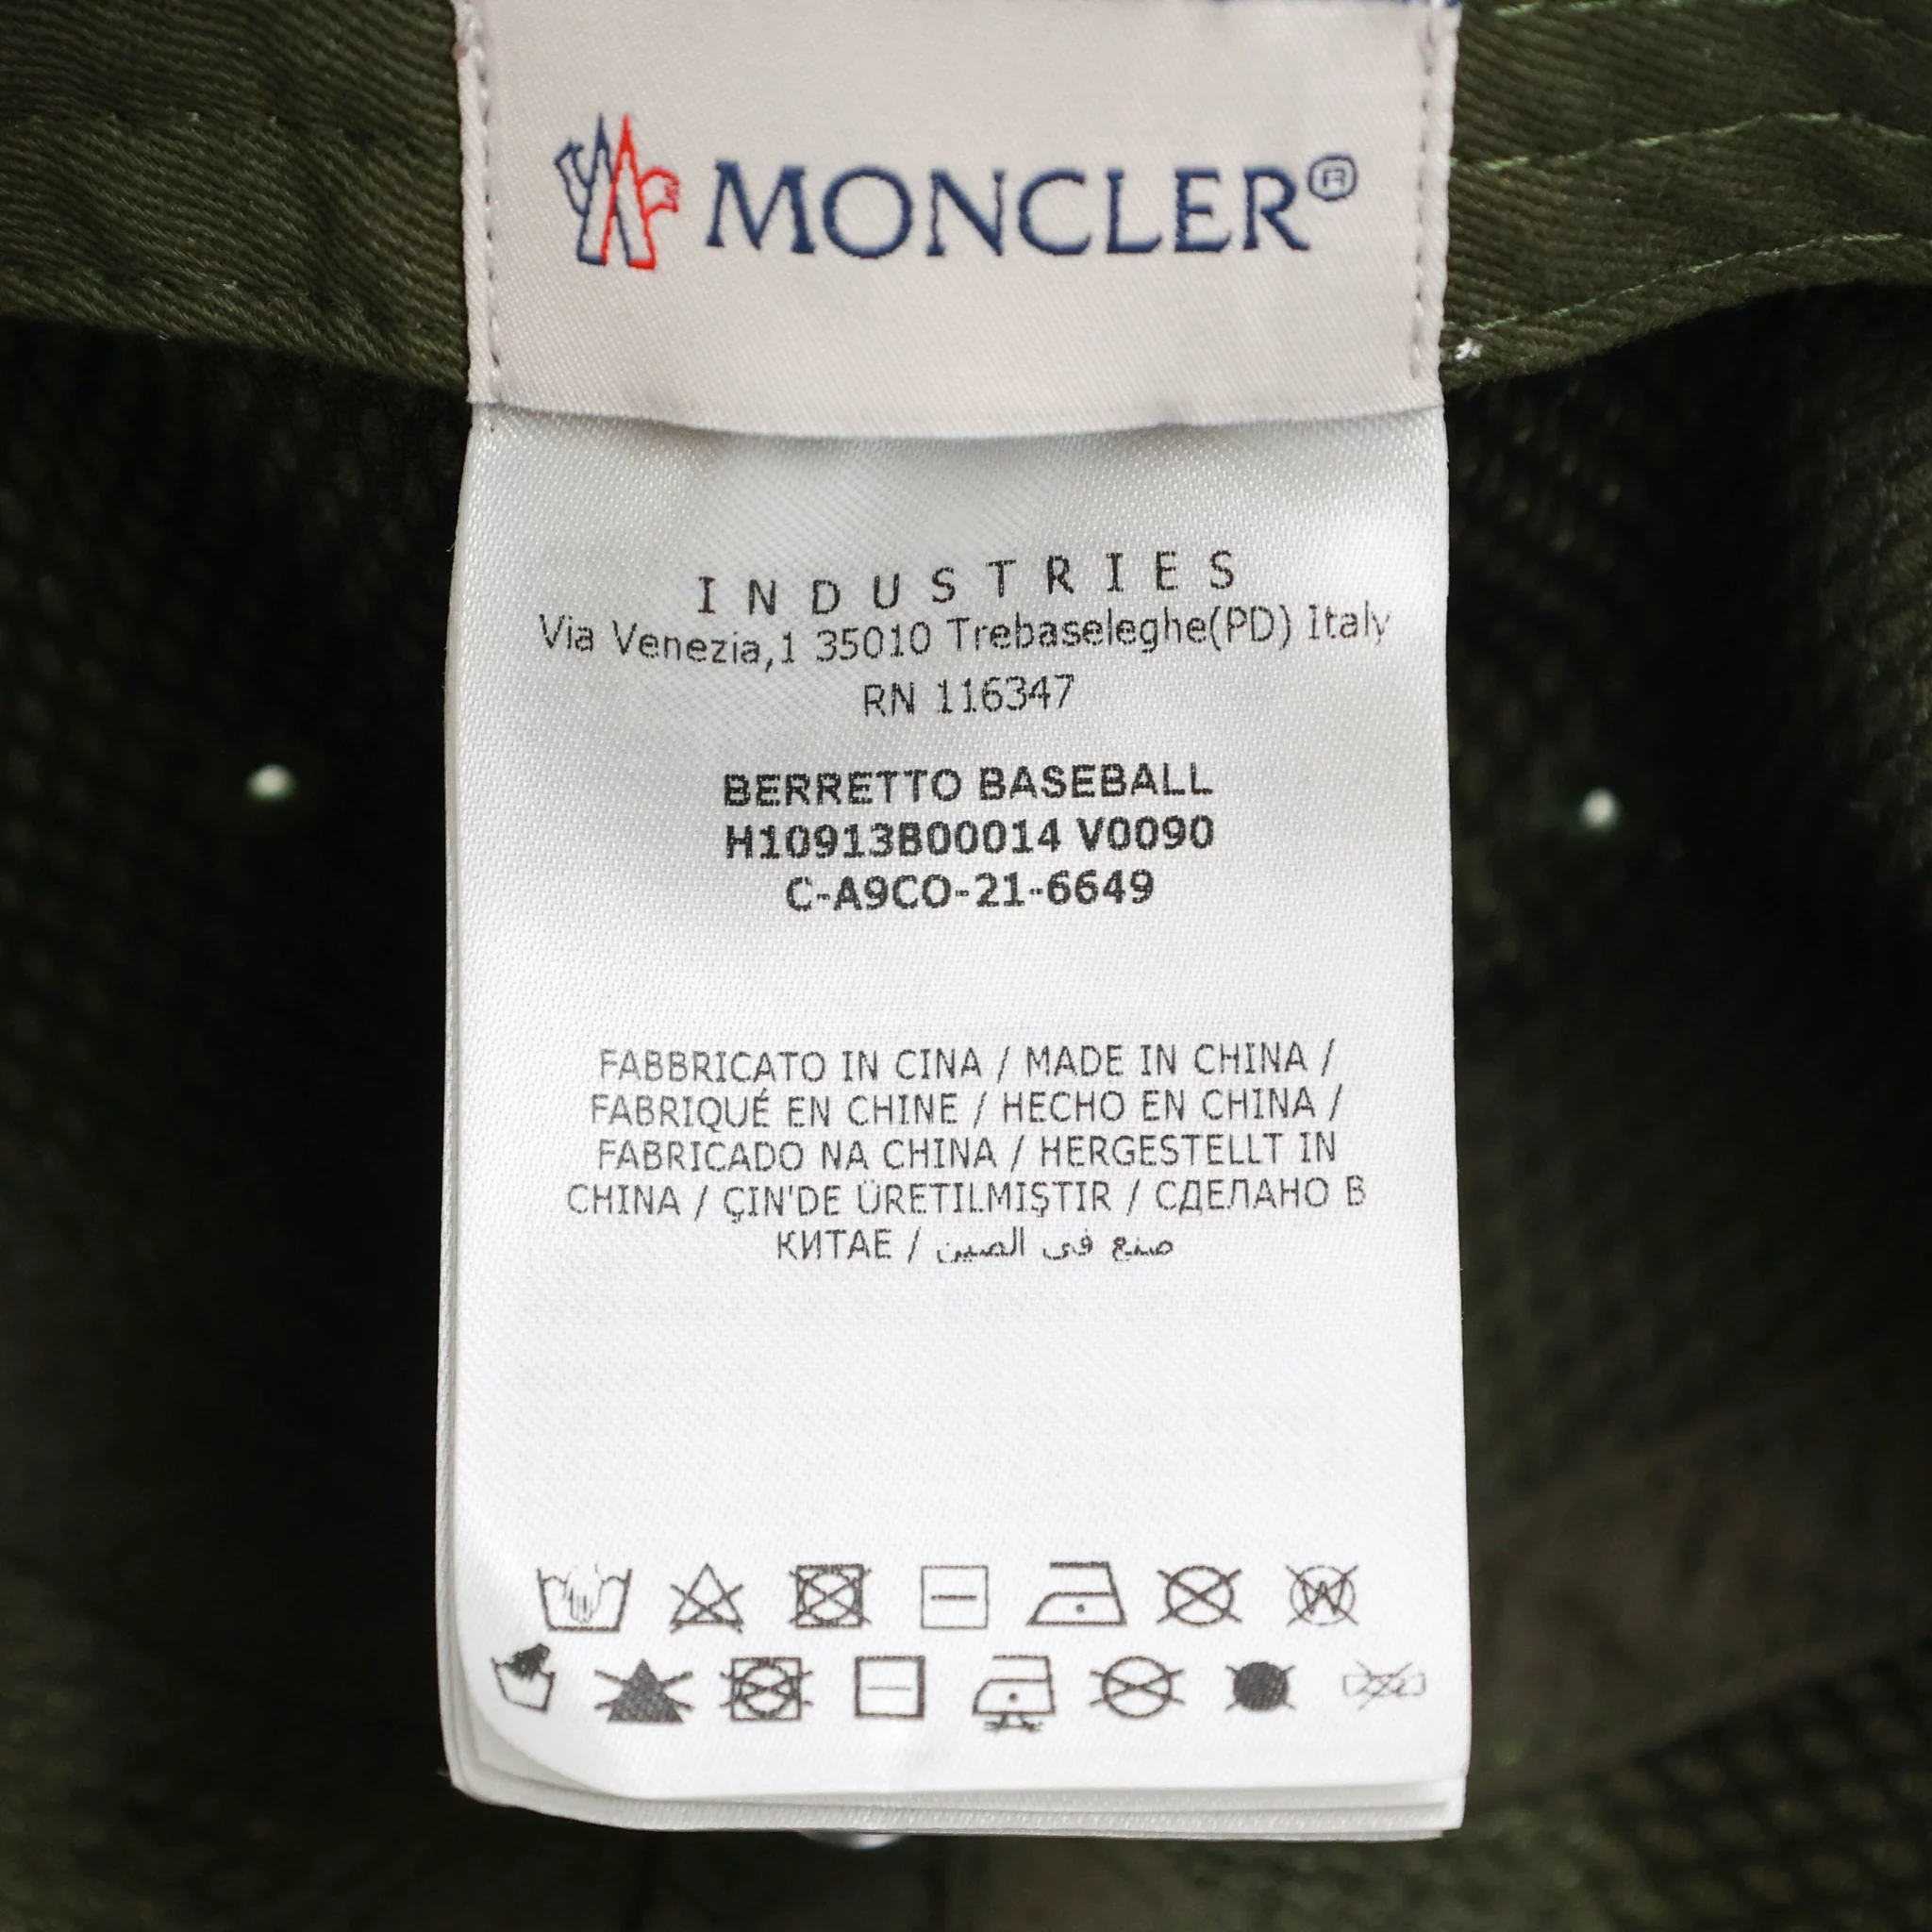 MONCLER®
INDUSTRIES
Via Venezia,1 35010 Trebaseleghe(PD) Italy
RN 116347
BERRETTO BASEBALL
H10913B00014 V0090
C-A9CO-21-6649
FABBRICATO IN CINA / MADE IN CHINA /
FABRIQUÉ EN CHINE / HECHO EN CHINA /
FABRICADO NA CHINA / HERGESTELLT IN
CHINA / ÇIN'DE ÜRETILMIŞTIR / СДЕЛАНО В
КИТАЕ / صنع في الصين
W